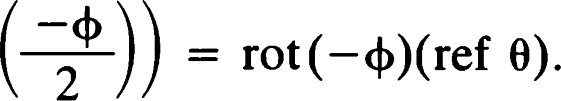 (−ϕ/2)) = rot(−ϕ)(ref θ).